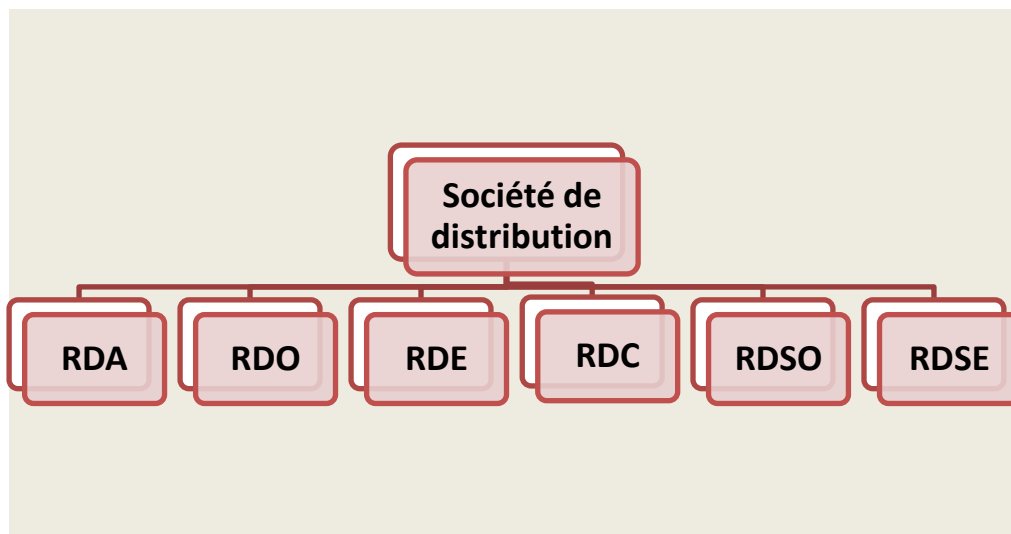 Société de
distribution
RDA
RDO
RDE
RDC
RDSO
RDSE